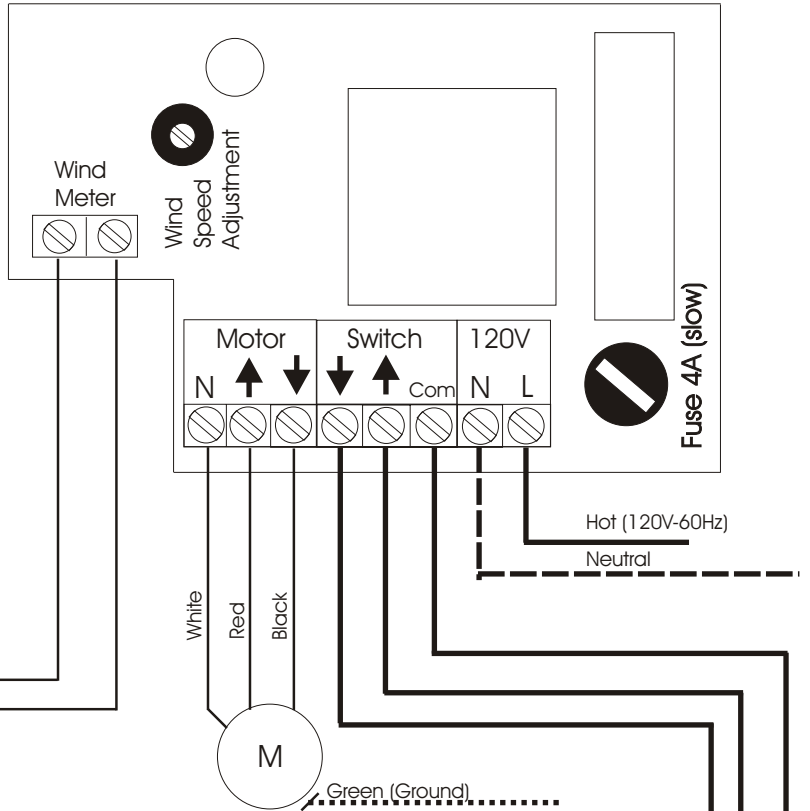 Wind
Meter
Wind
Speed
Adjustment
Motor
Switch
120V
N
Com
N
L
Fuse 4A (slow)
Hot (120V-60Hz)
Neutral
White
Red
Black
M
Green (Ground)